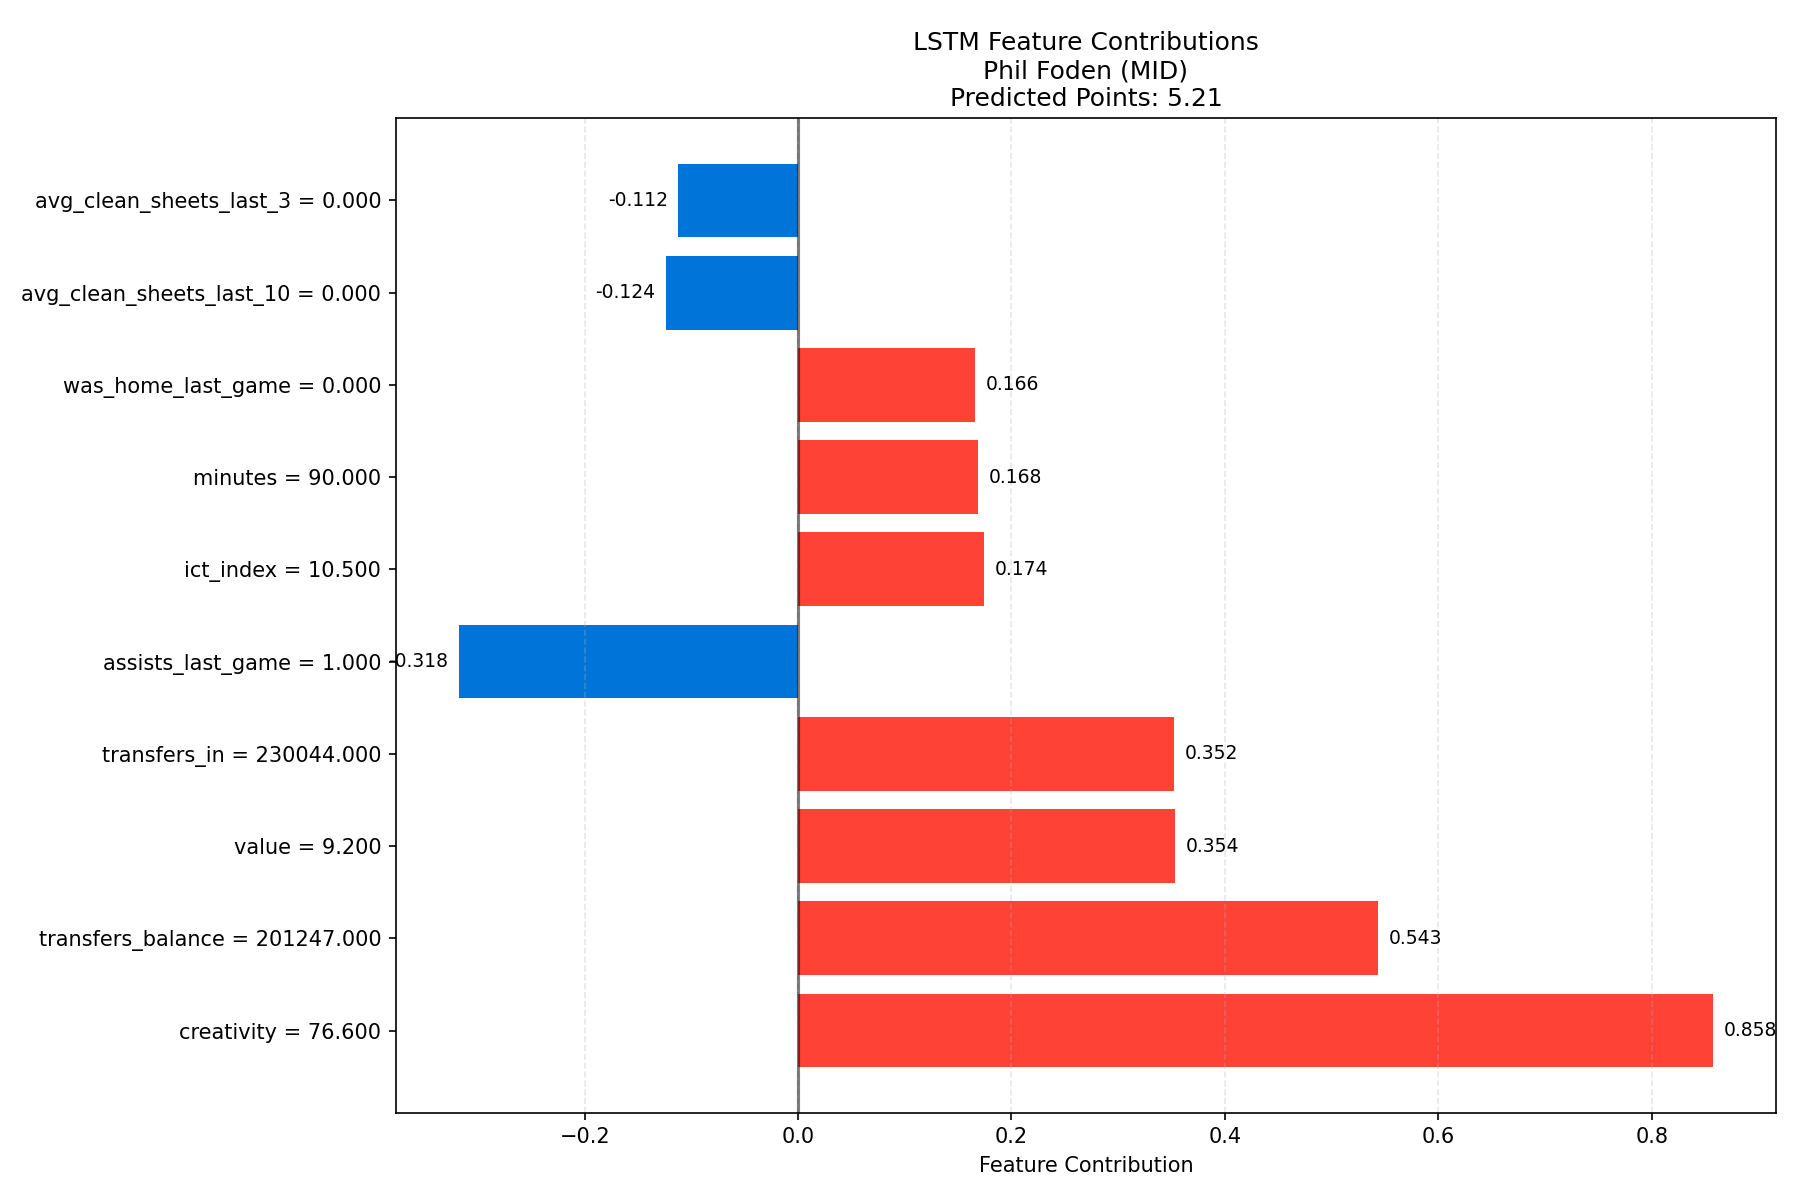 LSTM Feature Contributions
Phil Foden (MID)
Predicted Points: 5.21
avg_clean_sheets_last_3 = 0.000
-0.112
avg_clean_sheets_last_10 = 0.000
-0.124
was_home_last_game = 0.000
0.166
minutes = 90.000
0.168
ict_index = 10.500
0.174
assists_last_game = 1.000
-0.318
transfers_in = 230044.000
0.352
value = 9.200
0.354
transfers_balance = 201247.000
0.543
creativity = 76.600
0.858
−0.2 0.0 0.2 0.4 0.6 0.8
Feature Contribution